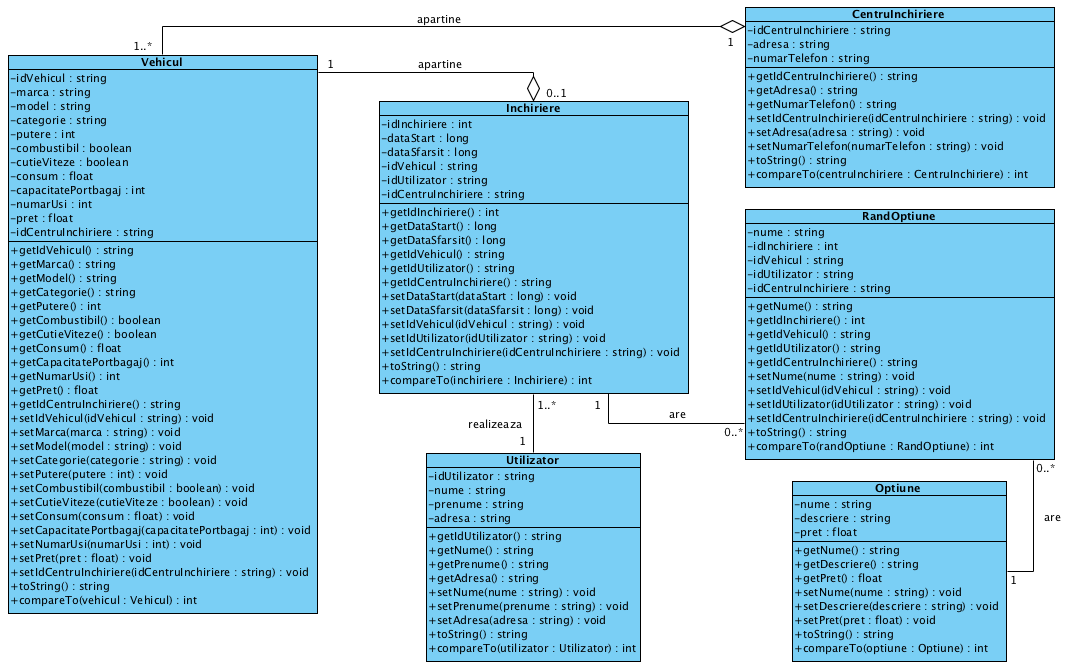 apartine
1..*
1
CentruInchiriere
-idCentruInchiriere : string
-adresa : string
-numarTelefon : string
+getIdCentruInchiriere() : string
+getAdresa() : string
+getNumarTelefon() : string
+setIdCentruInchiriere(idCentruInchiriere : string) : void
+setAdresa(adresa : string) : void
+setNumarTelefon(numarTelefon : string) : void
+toString() : string
+compareTo(centruInchiriere : CentruInchiriere) : int
Vehicul
-idVehicul : string
-marca : string
-model : string
-categorie : string
-putere : int
-combustibil : boolean
-cutieViteze : boolean
-consum : float
-capacitatePortbagaj : int
-numarUsi : int
-pret : float
-idCentruInchiriere : string
+getIdVehicul() : string
+getMarca() : string
+getModel() : string
+getCategorie() : string
+getPutere() : int
+getCombustibil() : boolean
+getCutieViteze() : boolean
+getConsum() : float
+getCapacitatePortbagaj() : int
+getNumarUsi() : int
+getPret() : float
+getIdCentruInchiriere() : string
+setIdVehicul(idVehicul : string) : void
+setMarca(marca : string) : void
+setModel(model : string) : void
+setCategorie(categorie : string) : void
+setPutere(putere : int) : void
+setCombustibil(combustibil : boolean) : void
+setCutieViteze(cutieViteze : boolean) : void
+setConsum(consum : float) : void
+setCapacitatePortbagaj(capacitatePortbagaj : int) : void
+setNumarUsi(numarUsi : int) : void
+setPret(pret : float) : void
+setIdCentruInchiriere(idCentruInchiriere : string) : void
+toString() : string
+compareTo(vehicul : Vehicul) : int
1
apartine
0..1
Inchiriere
-idInchiriere : int
-dataStart : long
-dataSfarsit : long
-idVehicul : string
-idUtilizator : string
-idCentruInchiriere : string
+getIdInchiriere() : int
+getDataStart() : long
+getDataSfarsit() : long
+getIdVehicul() : string
+getIdUtilizator() : string
+getIdCentruInchiriere() : string
+setDataStart(dataStart : long) : void
+setDataSfarsit(dataSfarsit : long) : void
+setIdVehicul(idVehicul : string) : void
+setIdUtilizator(idUtilizator : string) : void
+setIdCentruInchiriere(idCentruInchiriere : string) : void
+toString() : string
+compareTo(inchiriere : Inchiriere) : int
1..*
realizeaza
1
1
are
0..*
RandOptiune
-nume : string
-idInchiriere : int
-idVehicul : string
-idUtilizator : string
-idCentruInchiriere : string
+getNume() : string
+getIdInchiriere() : int
+getIdVehicul() : string
+getIdUtilizator() : string
+getIdCentruInchiriere() : string
+setNume(nume : string) : void
+setIdVehicul(idVehicul : string) : void
+setIdUtilizator(idUtilizator : string) : void
+setIdCentruInchiriere(idCentruInchiriere : string) : void
+toString() : string
+compareTo(randOptiune : RandOptiune) : int
Utilizator
-idUtilizator : string
-nume : string
-prenume : string
-adresa : string
+getIdUtilizator() : string
+getNume() : string
+getPrenume() : string
+getAdresa() : string
+setNume(nume : string) : void
+setPrenume(prenume : string) : void
+setAdresa(adresa : string) : void
+toString() : string
+compareTo(utilizator : Utilizator) : int
0..*
are
1
Optiune
-nume : string
-descriere : string
-pret : float
+getNume() : string
+getDescriere() : string
+getPret() : float
+setNume(nume : string) : void
+setDescriere(descriere : string) : void
+setPret(pret : float) : void
+toString() : string
+compareTo(optiune : Optiune) : int